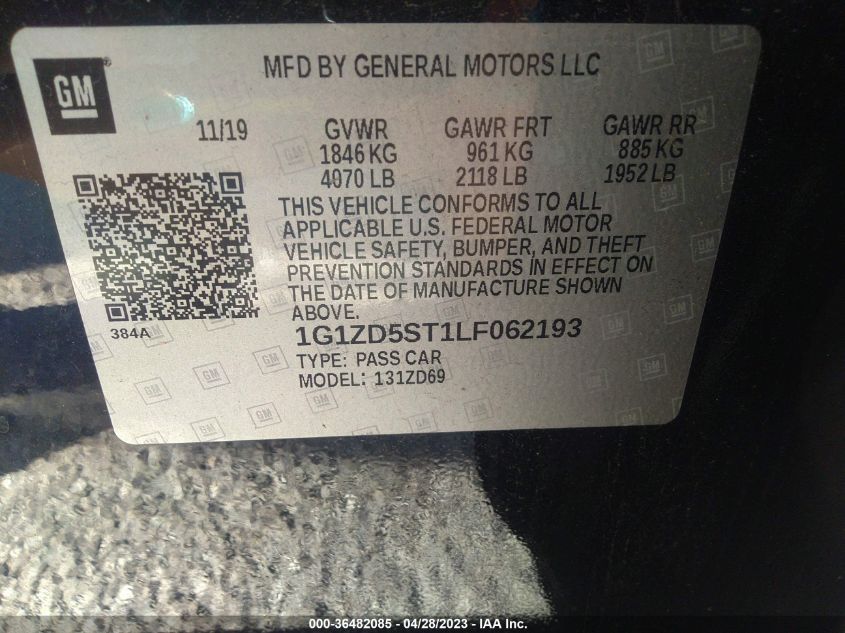 MFD BY GENERAL MOTORS LLC
GM
®
11/19 GVWR GAWR FRT GAWR RR
1846 KG 961 KG 885 KG
4070 LB 2118 LB 1952 LB
THIS VEHICLE CONFORMS TO ALL
APPLICABLE U.S. FEDERAL MOTOR
VEHICLE SAFETY, BUMPER, AND THEFT
PREVENTION STANDARDS IN EFFECT ON
THE DATE OF MANUFACTURE SHOWN
ABOVE.
384A
1G1ZD5ST1LF062193
TYPE: PASS CAR
MODEL: 131ZD69
000-36482085 - 04/28/2023 - IAA Inc.